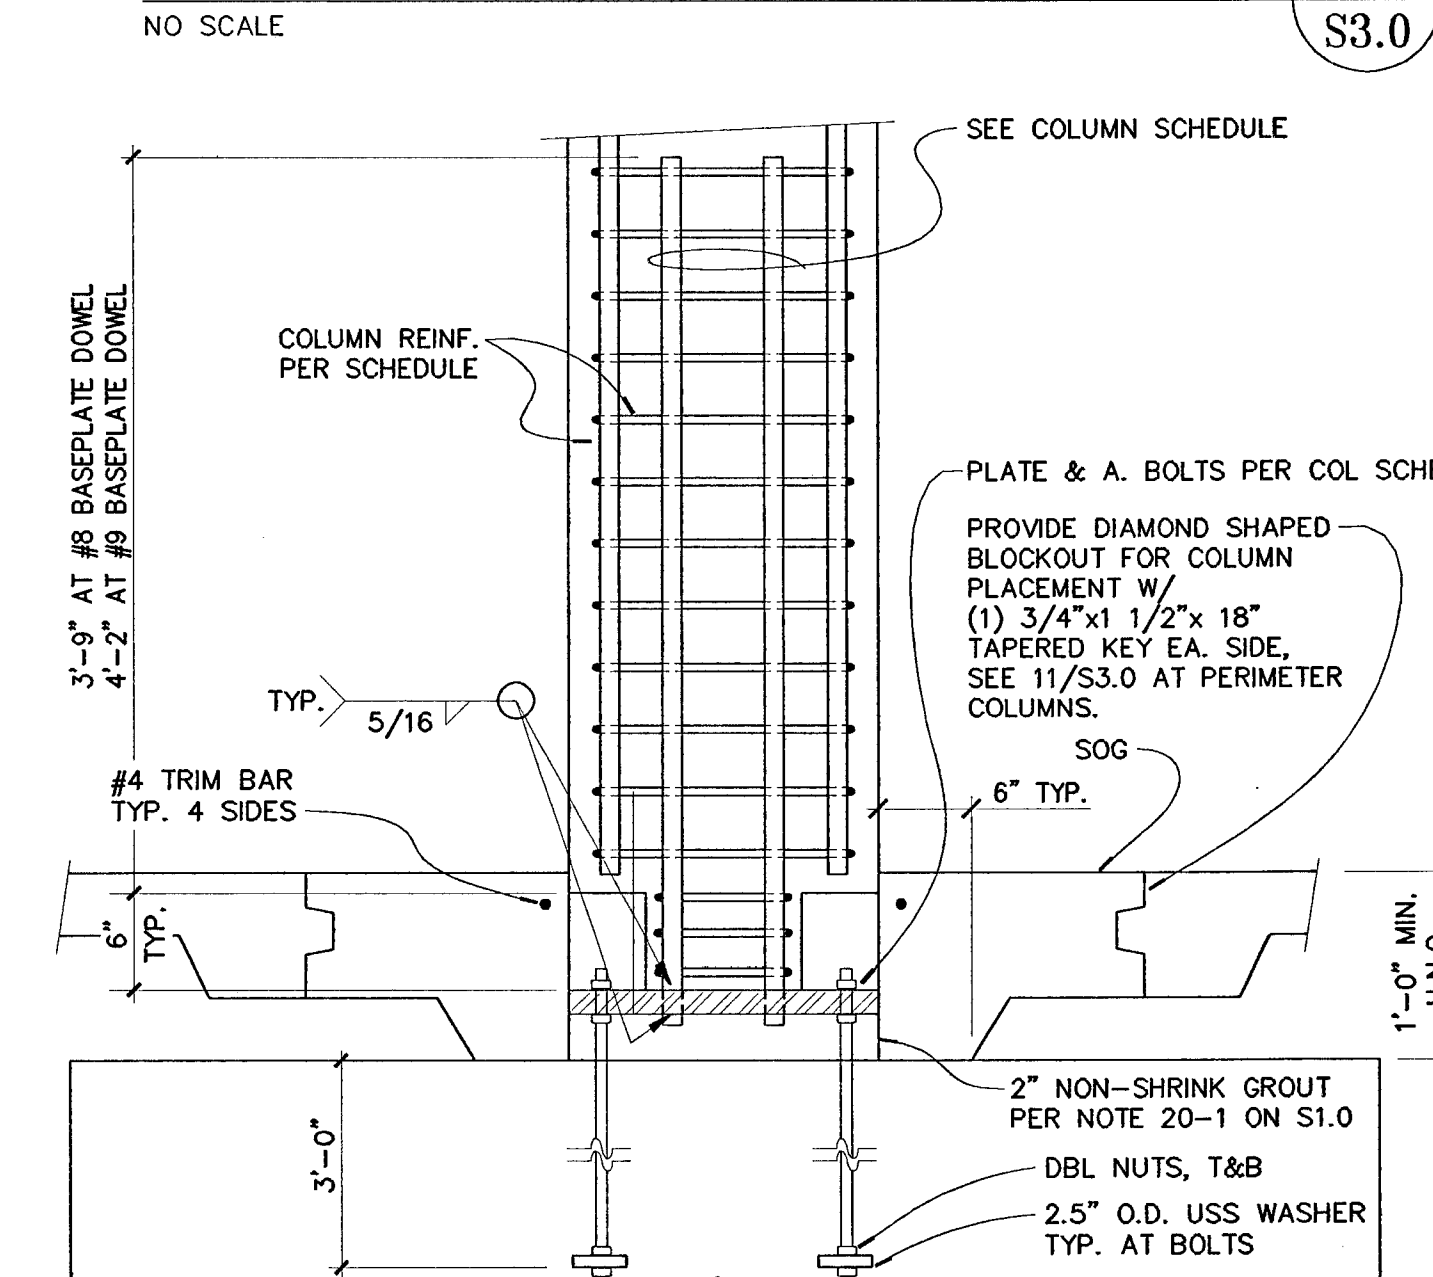 NO SCALE
S3.0
SEE COLUMN SCHEDULE
3'-9" AT #8 BASEPLATE DOWEL
4'-2" AT #9 BASEPLATE DOWEL
COLUMN REINF.
PER SCHEDULE
PLATE & A. BOLTS PER COL
PROVIDE DIAMOND SHAPED
BLOCKOUT FOR COLUMN
PLACEMENT W/
(1) 3/4"x1 1/2"x 18"
TAPERED KEY EA. SIDE,
SEE 11/S3.0 AT PERIMETER
COLUMNS.
TYP.
5/16
SOG
6" TYP.
#4 TRIM BAR
TYP. 4 SIDES
6"
TYP.
1'-0" MIN.
2" NON-SHRINK GROUT
PER NOTE 20-1 ON S1.0
3'-0"
DBL NUTS, T&B
2.5" O.D. USS WASHER
TYP. AT BOLTS